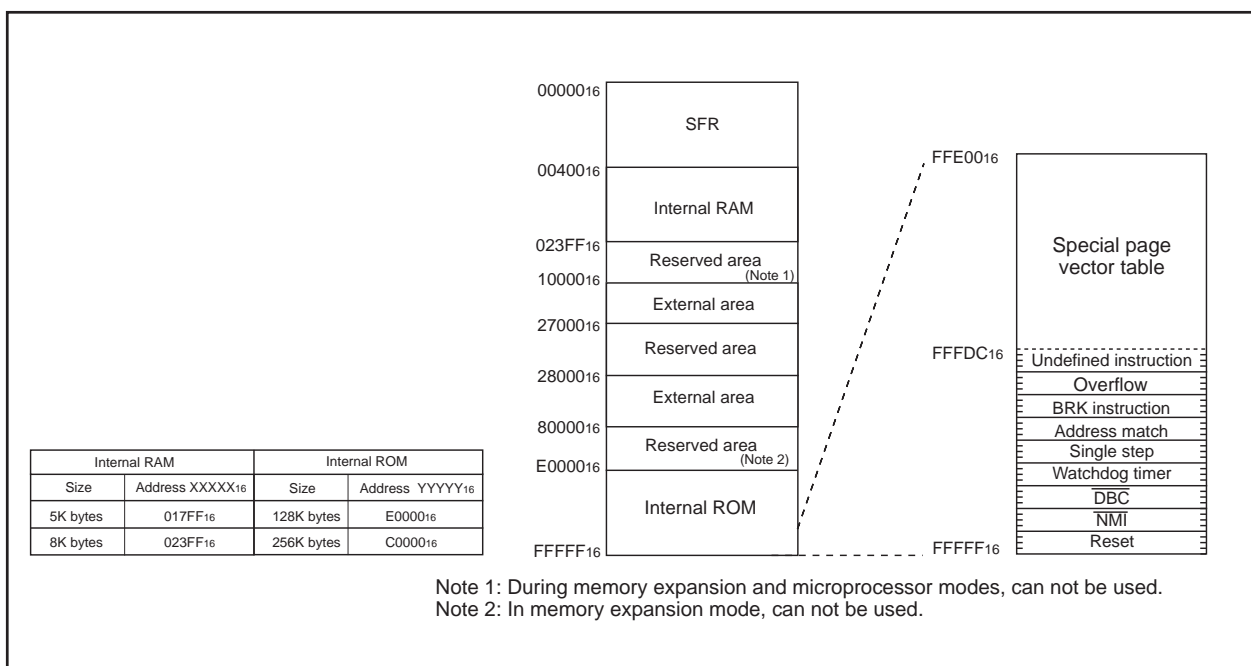 0000016
SFR
0040016
Internal RAM
023FF16
Reserved area
(Note 1)
1000016
External area
2700016
Reserved area
2800016
External area
8000016
Reserved area
(Note 2)
E000016
Internal ROM
FFFFF16
FFE0016
Special page
vector table
FFFDC16
Undefined instruction
Overflow
BRK instruction
Address match
Single step
Watchdog timer
DBC
NMI
Reset
FFFFF16
Internal RAM Internal ROM
Size Address XXXXX16 Size Address YYYYY16
5K bytes 017FF16 128K bytes E000016
8K bytes 023FF16 256K bytes C000016
Note 1: During memory expansion and microprocessor modes, can not be used.
Note 2: In memory expansion mode, can not be used.